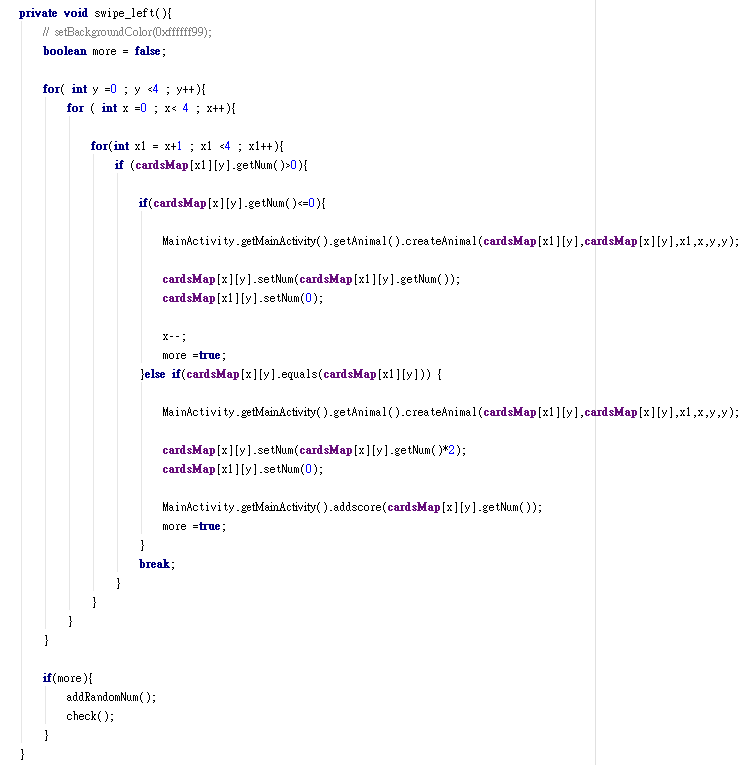 private void swipe_left(){
// setBackgroundColor(0xffffff99);
boolean more = false;
for( int y =0 ; y <4 ; y++){
for ( int x =0 ; x< 4 ; x++){
for(int x1 = x+1 ; x1 <4 ; x1++){
if (cardsMap[x1][y].getNum()>0){
if(cardsMap[x][y].getNum()<=0){
MainActivity.getMainActivity().getAnimal().createAnimal(cardsMap[x1][y],cardsMap[x][y],x1,x,y,y);
cardsMap[x][y].setNum(cardsMap[x1][y].getNum());
cardsMap[x1][y].setNum(0);
x--;
more =true;
}else if(cardsMap[x][y].equals(cardsMap[x1][y])) {
MainActivity.getMainActivity().getAnimal().createAnimal(cardsMap[x1][y],cardsMap[x][y],x1,x,y,y);
cardsMap[x][y].setNum(cardsMap[x][y].getNum()*2);
cardsMap[x1][y].setNum(0);
MainActivity.getMainActivity().addscore(cardsMap[x][y].getNum());
more =true;
}
break;
}
}
}
}
if(more){
addRandomNum();
check();
}
}